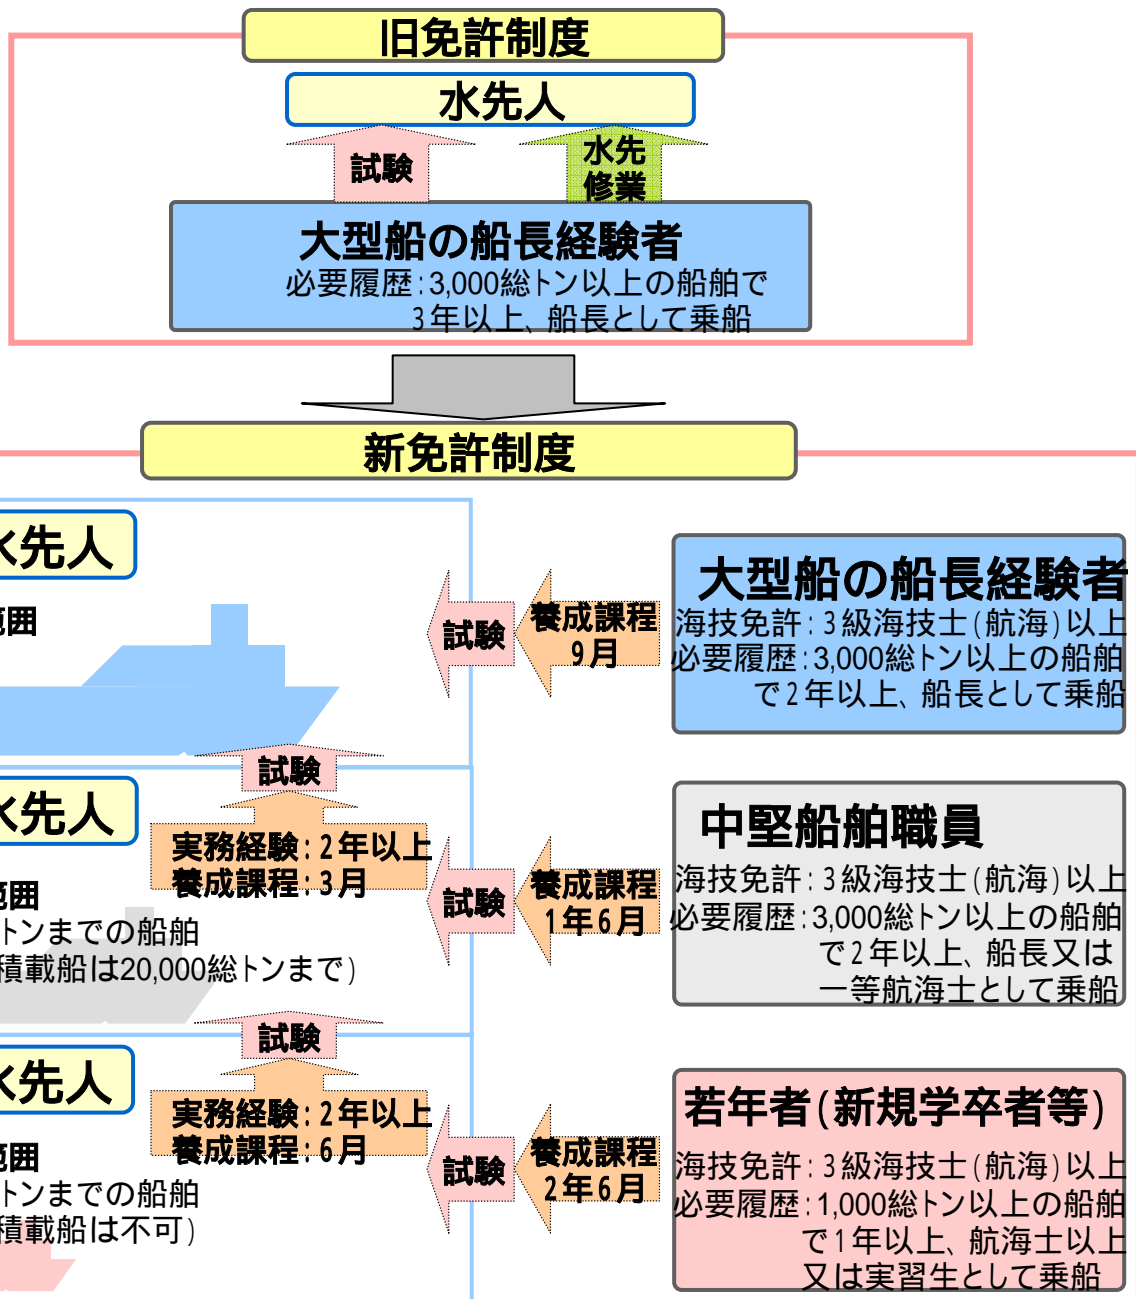 旧免許制度
水先人
試験
水先
修業
大型船の船長経験者
必要履歴:3,000総トン以上の船舶で
3年以上、船長として乗船
新免許制度
水先人
範囲
試験
養成課程
9月
大型船の船長経験者
海技免許:3級海技士(航海)以上
必要履歴:3,000総トン以上の船舶
で2年以上、船長として乗船
試験
水先人
実務経験:2年以上
養成課程:3月
範囲
トンまでの船舶
積載船は20,000総トンまで)
試験
養成課程
1年6月
中堅船舶職員
海技免許:3級海技士(航海)以上
必要履歴:3,000総トン以上の船舶
で2年以上、船長又は
一等航海士として乗船
試験
水先人
実務経験:2年以上
養成課程:6月
範囲
トンまでの船舶
積載船は不可)
試験
養成課程
2年6月
若年者(新規学卒者等)
海技免許:3級海技士(航海)以上
必要履歴:1,000総トン以上の船舶
で1年以上、航海士以上
又は実習生として乗船